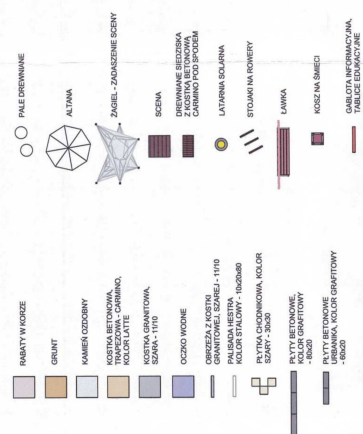 PALE DREWNIANE
ALTANA
ŻAGIEL - ZADASZENIE SCENY
SCENA
DREWNIANE SIEDZISKA
Z KOSTKĄ BETONOWĄ
CARMINO POD SPODEM
LATARNIA SOLARNA
STOJAKI NA ROWERY
ŁAWKA
KOSZ NA ŚMIECI
GABLOTA INFORMACYJNA,
TABLICE EDUKACYJNE
RABATY W KORZE
GRUNT
KAMIEŃ OZDOBNY
KOSTKA BETONOWA,
TRAPEZOWA - CARMINO,
KOLOR LATTE
KOSTKA GRANITOWA,
SZARA - 11/10
OCZKO WODNE
OBRZEŻA Z KOSTKI
GRANITOWEJ, SZAREJ - 11/10
PALISADA HESTRA
KOLOR STALOWY - 10x20x80
PŁYTKA CHODNIKOWA, KOLOR
SZARY - 30x30
PŁYTY BETONOWE,
KOLOR GRAFITOWY
- 80x20
PŁYTY BETONOWE
URBANIKA, KOLOR GRAFITOWY
- 60x20